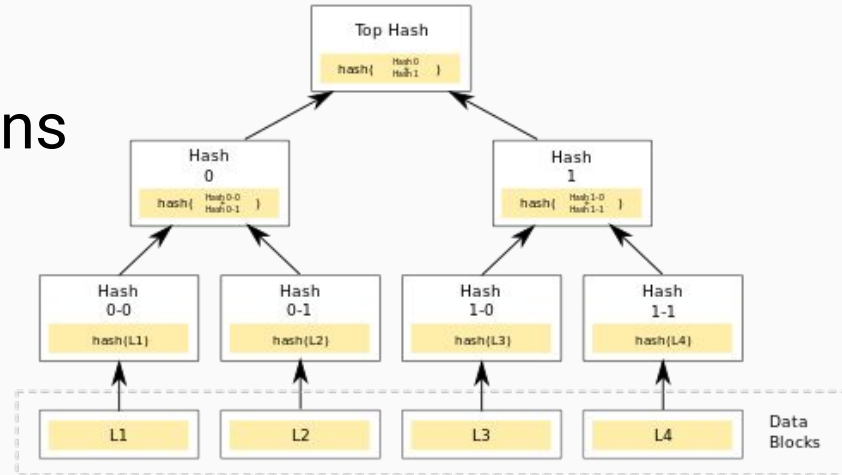 Top Hash
hash( Hash 0 + Hash 1 )
ns
Hash
0
hash( Hash 0-0 + Hash 0-1 )
Hash
1
hash( Hash 1-0 + Hash 1-1 )
Hash
0-0
hash(L1)
Hash
0-1
hash(L2)
Hash
1-0
hash(L3)
Hash
1-1
hash(L4)
L1
L2
L3
L4
Data
Blocks